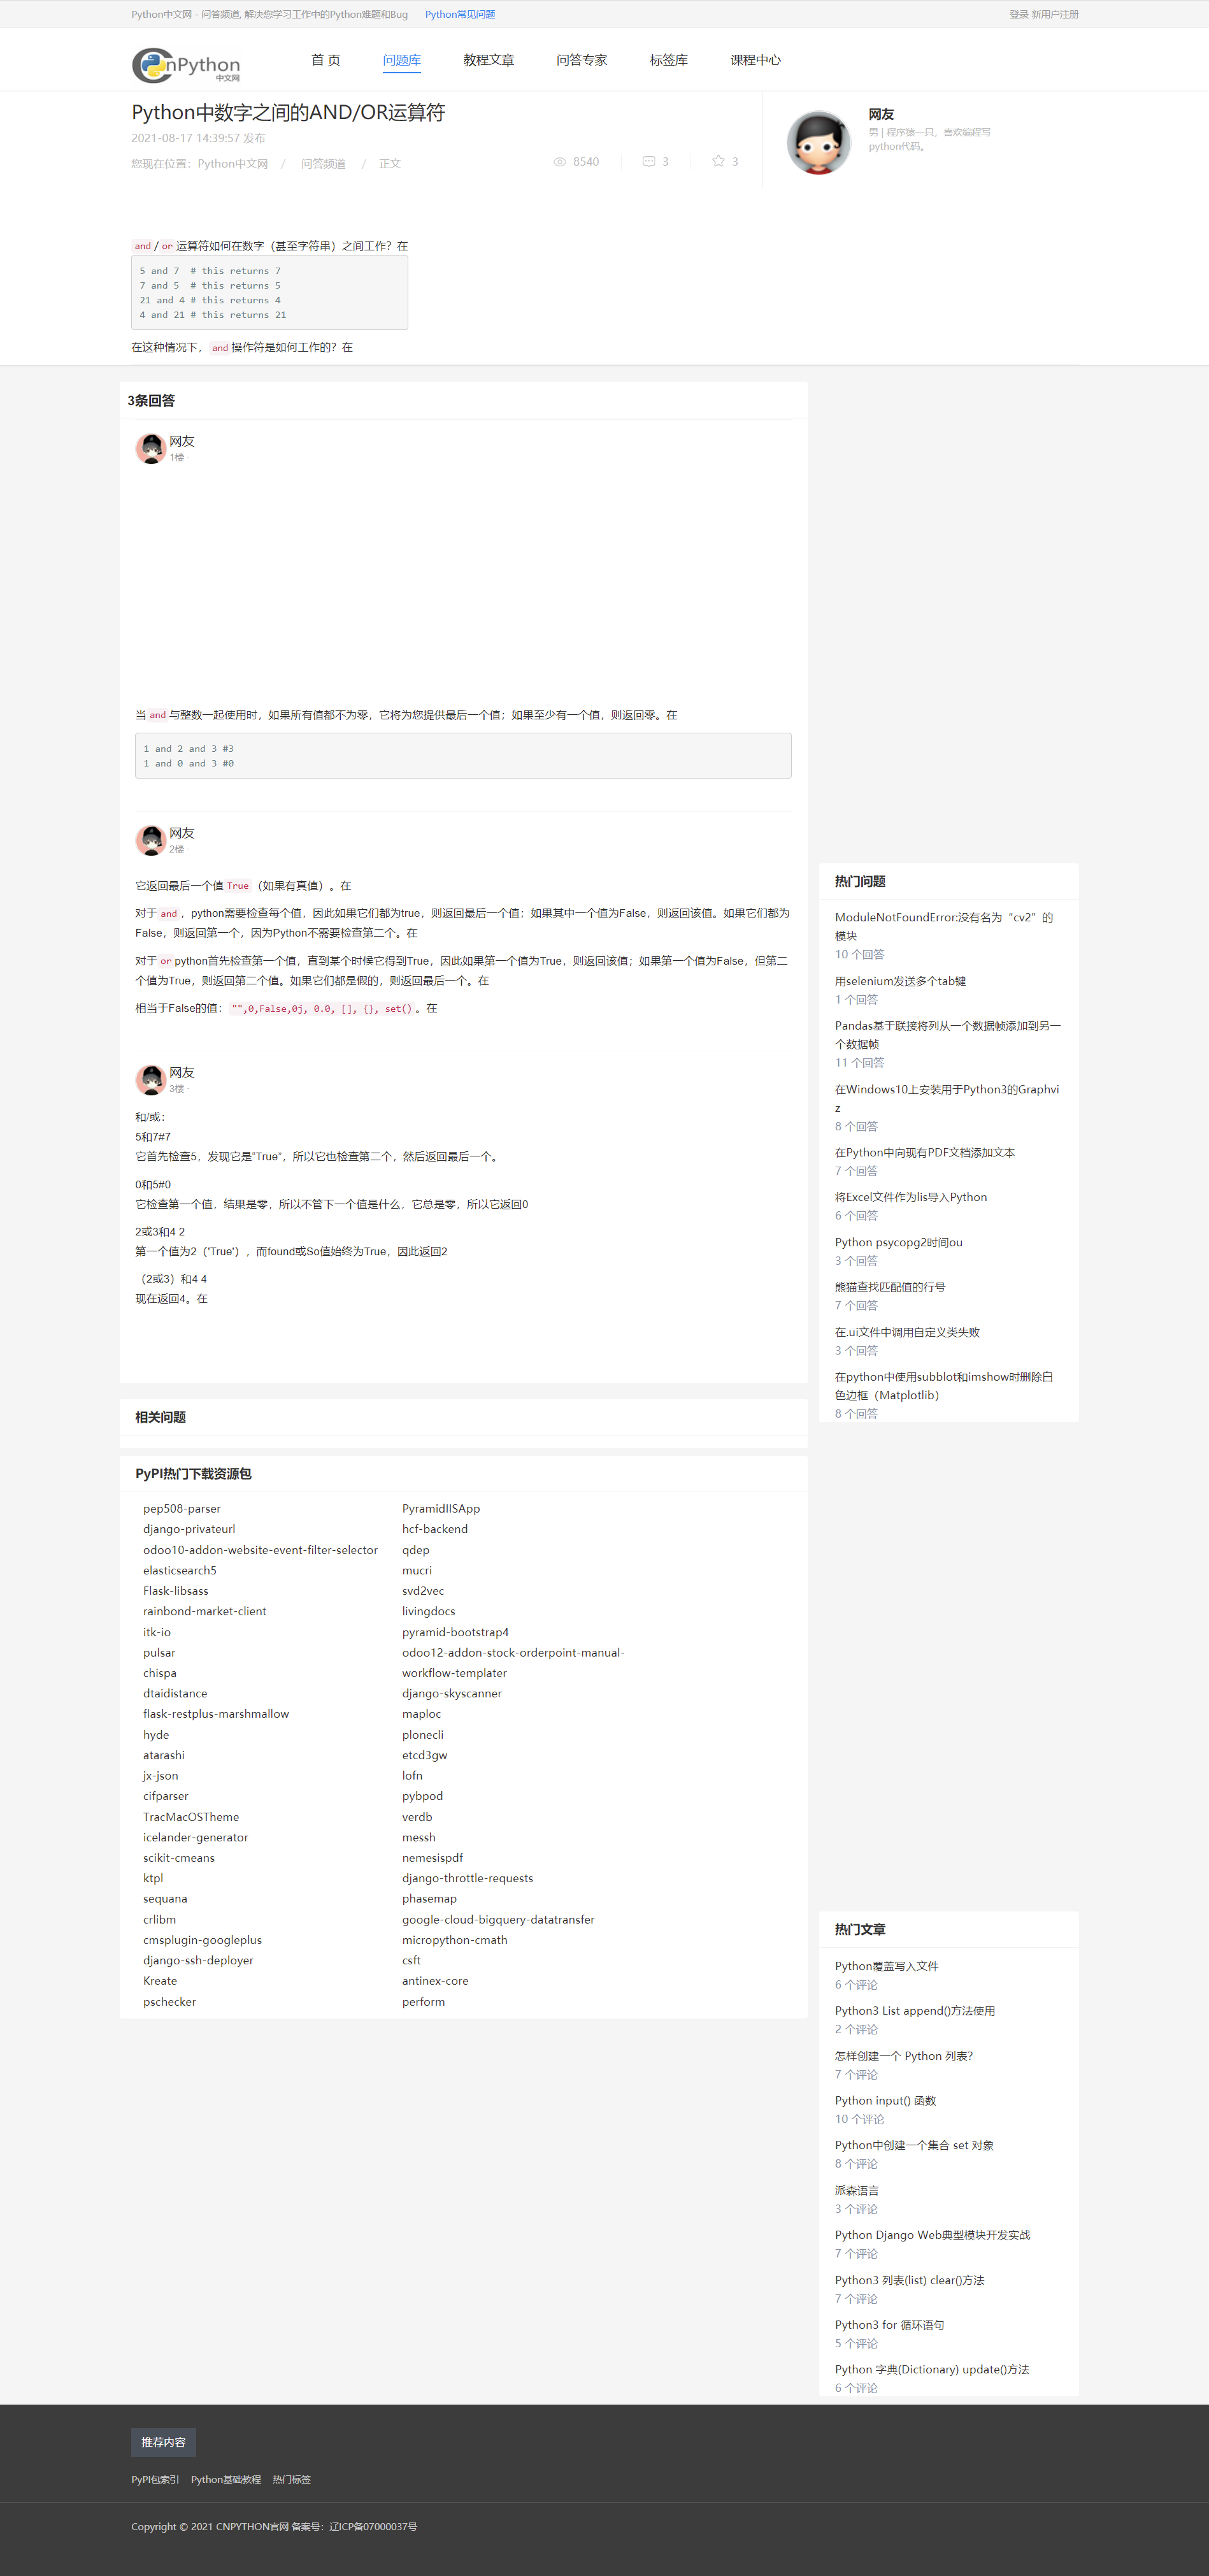 Python中文网 - 问答频道, 解决您学习工作中的Python难题和Bug Python常见问题 登录 新用户注册
CnPython 中文网
首 页 问题库 教程文章 问答专家 标签库 课程中心
Python中数字之间的AND/OR运算符
2021-08-17 14:39:57 发布
您现在位置：Python中文网 / 问答频道 / 正文
8540 3 3
网友
男 | 程序猿一只，喜欢编程写
python代码。
and / or 运算符如何在数字（甚至字符串）之间工作？在
5 and 7 # this returns 7
7 and 5 # this returns 5
21 and 4 # this returns 4
4 and 21 # this returns 21
在这种情况下，and 操作符是如何工作的？在
3条回答
网友
1楼 ·
当 and 与整数一起使用时，如果所有值都不为零，它将为您提供最后一个值；如果至少有一个值，则返回零。在
1 and 2 and 3 #3
1 and 0 and 3 #0
网友
2楼 ·
它返回最后一个值 True （如果有真值）。在
对于 and ，python需要检查每个值，因此如果它们都为true，则返回最后一个值；如果其中一个值为False，则返回该值。如果它们都为
False，则返回第一个，因为Python不需要检查第二个。在
对于 or python首先检查第一个值，直到某个时候它得到True，因此如果第一个值为True，则返回该值；如果第一个值为False，但第二
个值为True，则返回第二个值。如果它们都是假的，则返回最后一个。在
相当于False的值： "",0,False,0j, 0.0, [], {}, set() 。在
网友
3楼 ·
和/或：
5和7#7
它首先检查5，发现它是“True”，所以它也检查第二个，然后返回最后一个。
0和5#0
它检查第一个值，结果是零，所以不管下一个值是什么，它总是零，所以它返回0
2或3和4 2
第一个值为2（'True'），而found或So值始终为True，因此返回2
（2或3）和4 4
现在返回4。在
相关问题
PyPI热门下载资源包
pep508-parser
django-privateurl
odoo10-addon-website-event-filter-selector
elasticsearch5
Flask-libsass
rainbond-market-client
itk-io
pulsar
chispa
dtaidistance
flask-restplus-marshmallow
hyde
atarashi
jx-json
cifparser
TracMacOSTheme
icelander-generator
scikit-cmeans
ktpl
sequana
crlibm
cmsplugin-googleplus
django-ssh-deployer
Kreate
pschecker
PyramidIISApp
hcf-backend
qdep
mucri
svd2vec
livingdocs
pyramid-bootstrap4
odoo12-addon-stock-orderpoint-manual-
workflow-templater
django-skyscanner
maploc
plonecli
etcd3gw
lofn
pybpod
verdb
messh
nemesispdf
django-throttle-requests
phasemap
google-cloud-bigquery-datatransfer
micropython-cmath
csft
antinex-core
perform
热门问题
ModuleNotFoundError:没有名为“cv2”的
模块
10 个回答
用selenium发送多个tab键
1 个回答
Pandas基于联接将列从一个数据帧添加到另一
个数据帧
11 个回答
在Windows10上安装用于Python3的Graphvi
z
8 个回答
在Python中向现有PDF文档添加文本
7 个回答
将Excel文件作为lis导入Python
6 个回答
Python psycopg2时间ou
3 个回答
熊猫查找匹配值的行号
7 个回答
在.ui文件中调用自定义类失败
3 个回答
在python中使用subblot和imshow时删除白
色边框（Matplotlib）
8 个回答
热门文章
Python覆盖写入文件
6 个评论
Python3 List append()方法使用
2 个评论
怎样创建一个 Python 列表?
7 个评论
Python input() 函数
10 个评论
Python中创建一个集合 set 对象
8 个评论
派森语言
3 个评论
Python Django Web典型模块开发实战
7 个评论
Python3 列表(list) clear()方法
7 个评论
Python3 for 循环语句
5 个评论
Python 字典(Dictionary) update()方法
6 个评论
推荐内容
PyPI包索引 Python基础教程 热门标签
Copyright © 2021 CNPYTHON官网 备案号：辽ICP备07000037号